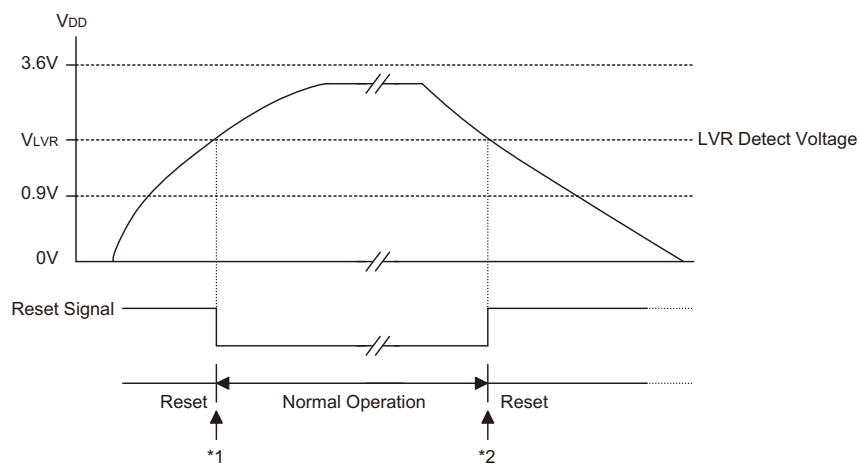 VDD
3.6V
VLVR
LVR Detect Voltage
0.9V
0V
Reset Signal
Reset
Normal Operation
Reset
*1
*2